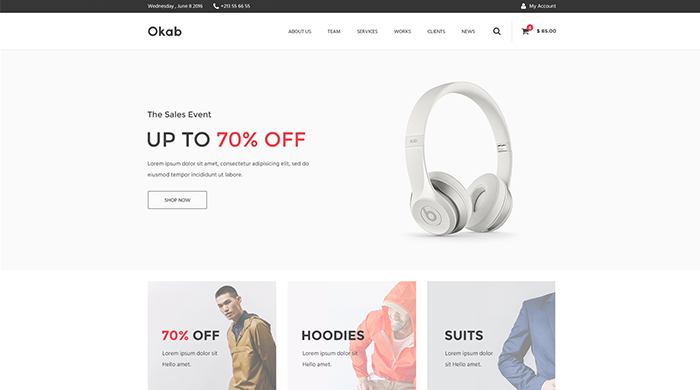 Wednesday , June 8 2016 +213 55 66 55 My Account
Okab ABOUT US TEAM SERVICES WORKS CLIENTS NEWS $ 85.00
The Sales Event
UP TO 70% OFF
Lorem ipsum dolor sit amet, consectetur adipisicing elit, sed do
eiusmod tempor incididunt ut labore.
SHOP NOW
70% OFF
Lorem ipsum dolor sit
Hello amet.
HOODIES
Lorem ipsum dolor sit
Hello amet.
SUITS
Lorem ipsum dolor sit
Hello amet.